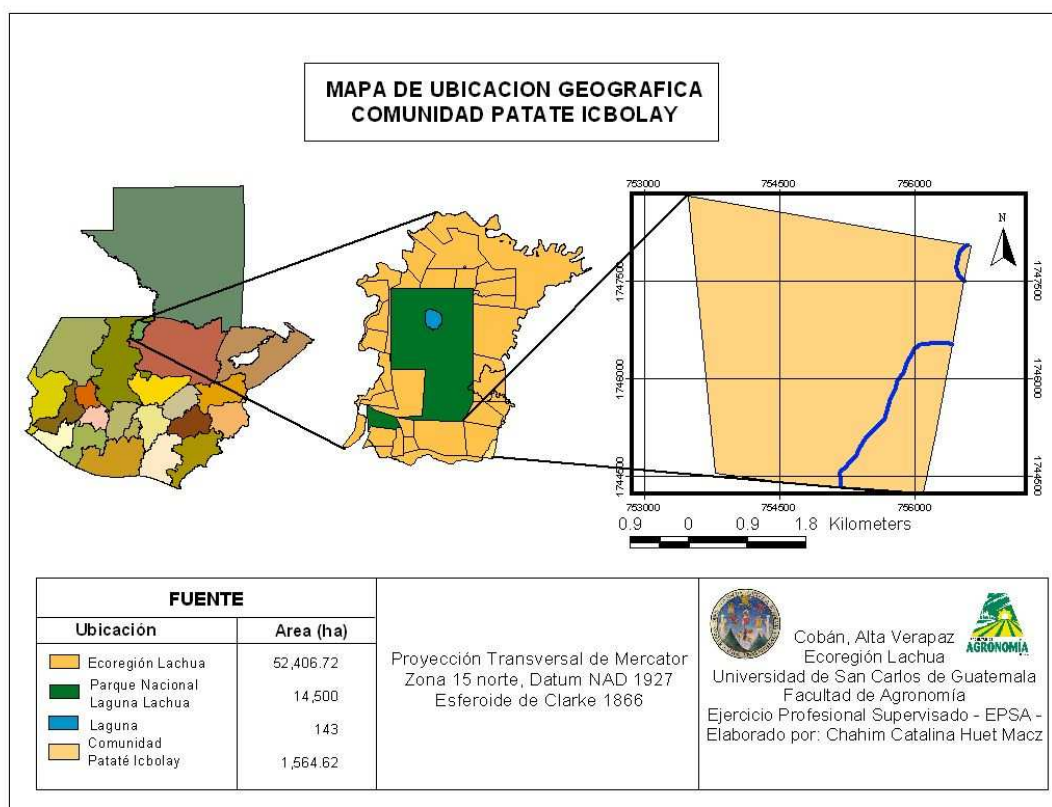 MAPA DE UBICACION GEOGRAFICA
COMUNIDAD PATATE ICBOLAY
753000 754500 756000
N
1747500 1747500
1746000 1746000
1744500 1744500
753000 754500 756000
0.9 0 0.9 1.8 Kilometers
FUENTE
Ubicación Area (ha)
Ecoregión Lachua 52,406.72
Parque Nacional
Laguna Lachua 14,500
Laguna 143
Comunidad
Pataté Icbolay 1,564.62
Proyección Transversal de Mercator
Zona 15 norte, Datum NAD 1927
Esferoide de Clarke 1866
AGRONOMIA
Cobán, Alta Verapaz
Ecoregión Lachua
Universidad de San Carlos de Guatemala
Facultad de Agronomía
Ejercicio Profesional Supervisado - EPSA -
Elaborado por: Chahim Catalina Huet Macz